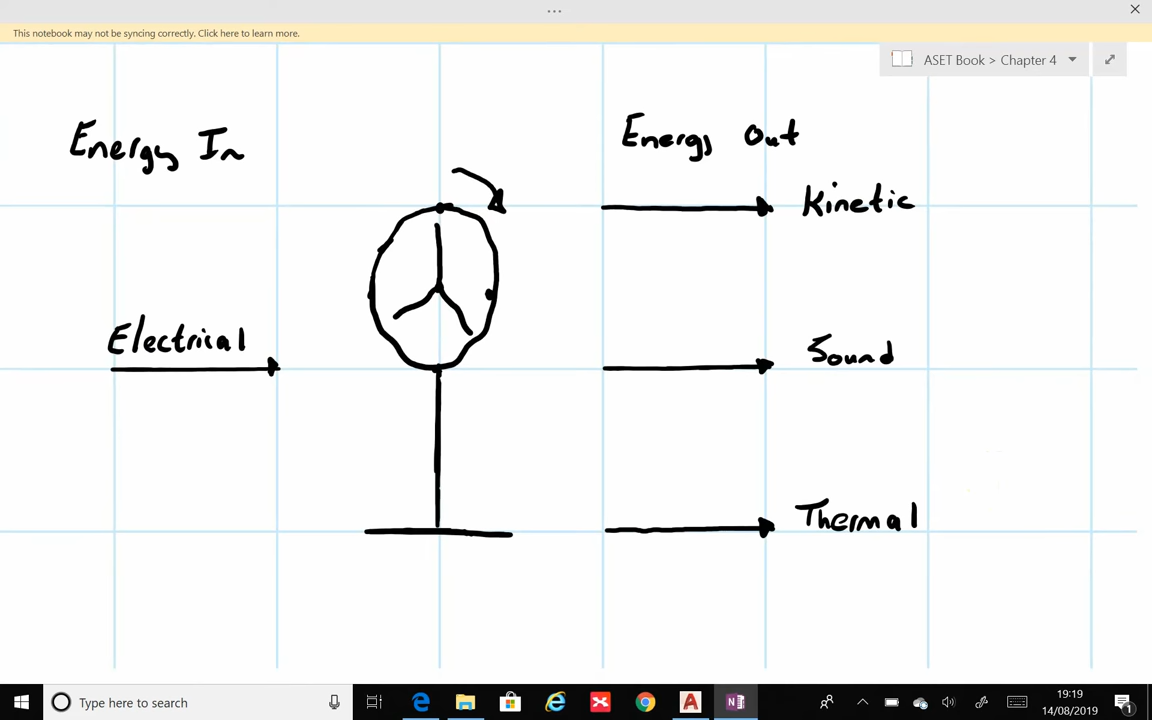 This notebook may not be syncing correctly. Click here to learn more.
ASET Book > Chapter 4
Energy In
Energy Out
Kinetic
Electrical
Sound
Thermal
Type here to search
19:19
14/08/2019
1